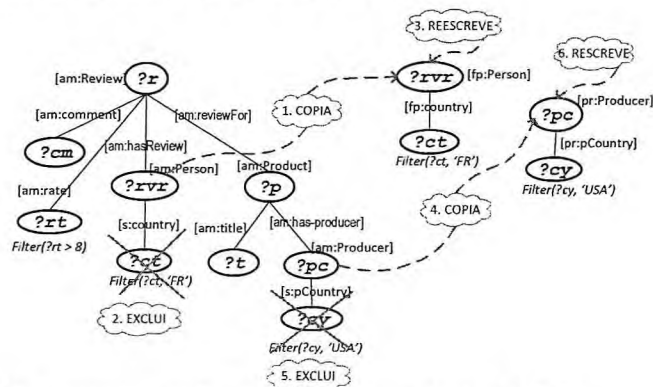 3. REESCREVE
6. RESCREVE
[am:Review] ?r
?rvr [fp:Person]
[pr:Producer]
[am:comment] [am:reviewFor] 1. COPIA [fp:country] ?pc
?cm [am:hasReview] [pr:pCountry]
[am:Person] [am:Product] ?ct ?cy
[am:rate] ?rvr ?p Filter(?ct, 'FR') Filter(?cy, 'USA')
?rt [s:country] [am:title] [am:has-producer] 4. COPIA
Filter(?rt > 8) [am:Producer]
?ct ?t ?pc
Filter(?ct, 'FR') [s:pCountry]
2. EXCLUI ?cy
Filter(?cy, 'USA')
5. EXCLUI